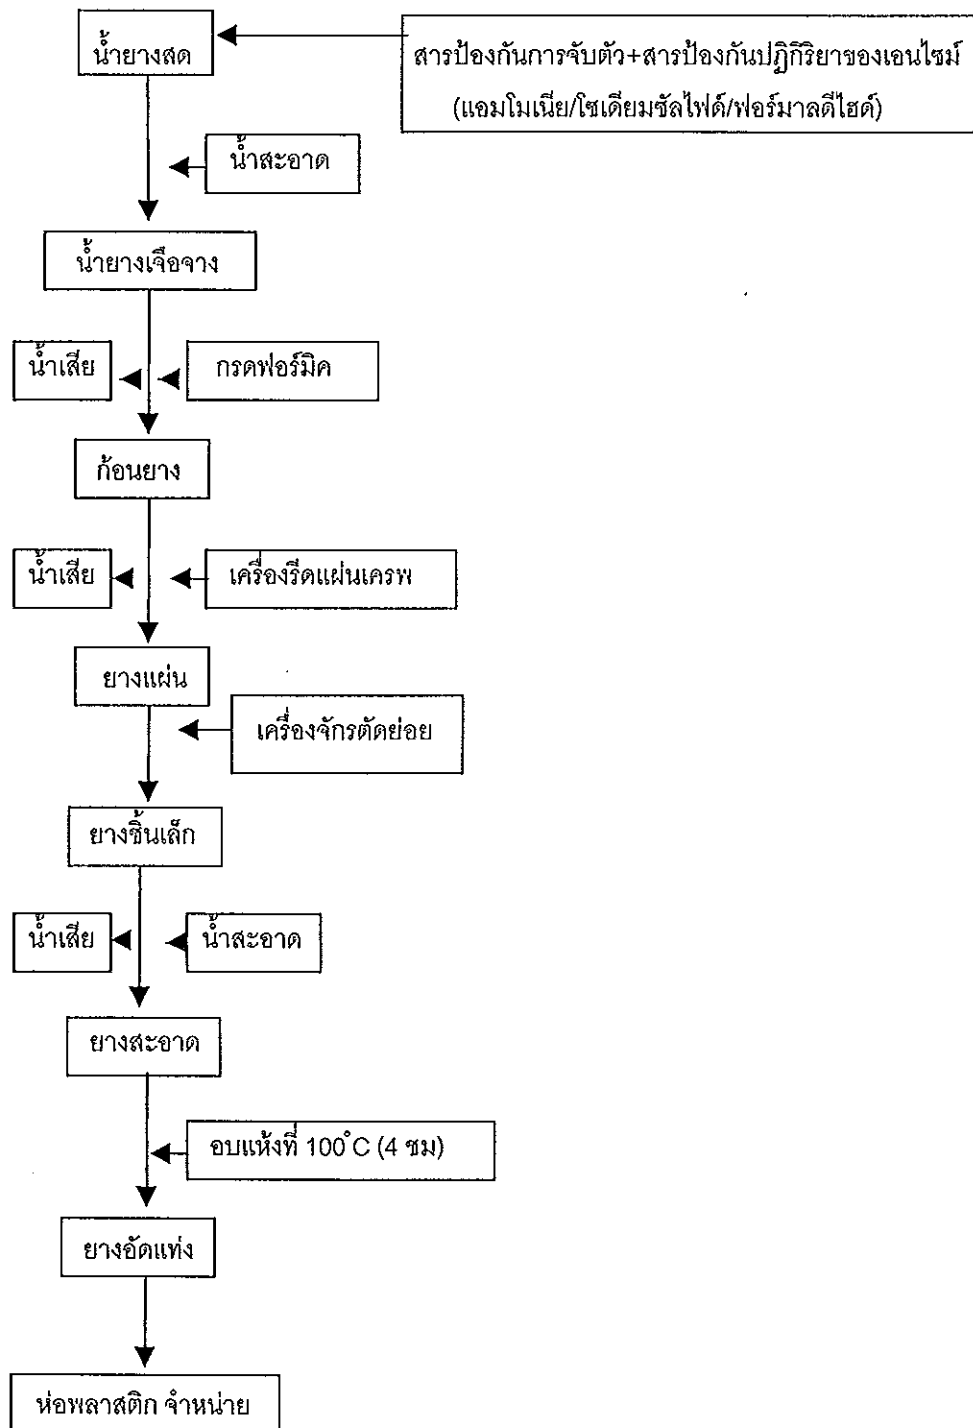 น้ำยางสด
สารป้องกันการจับตัว+สารป้องกันปฏิกิริยาของเอนไซม์
(แอมโมเนีย/โซเดียมซัลไฟด์/ฟอร์มาลดีไฮด์)
น้ำสะอาด
น้ำยางเจือจาง
น้ำเสีย
กรดฟอร์มิค
ก้อนยาง
น้ำเสีย
เครื่องรีดแผ่นเครพ
ยางแผ่น
เครื่องจักรตัดย่อย
ยางชิ้นเล็ก
น้ำเสีย
น้ำสะอาด
ยางสะอาด
อบแห้งที่ 100°C (4 ชม)
ยางอัดแท่ง
ห่อพลาสติก จำหน่าย